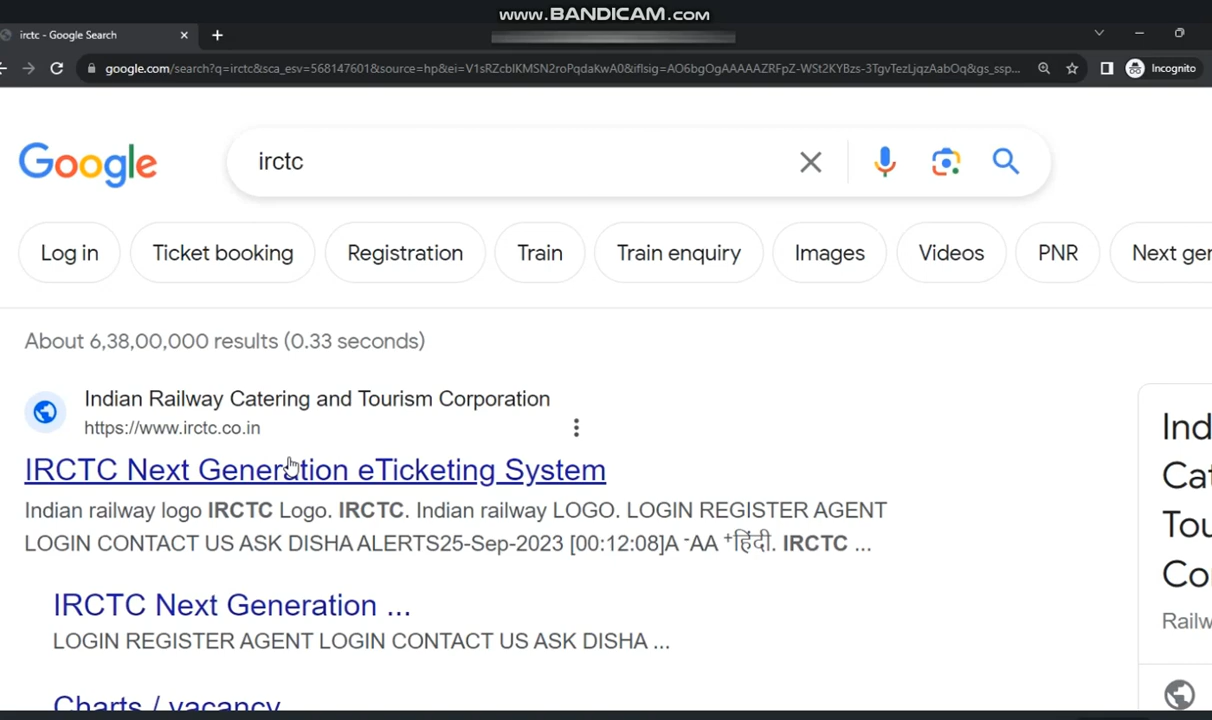 www.BANDICAM.com
irctc - Google Search
google.com/search?q=irctc&sca_esv=568147601&source=hp&ei=V1sRZcblKMSN2roPqdaKwA0&iflsig=AO6bgOgAAAAAZRFpZ-WSt2KYBzs-3TgvTezLjqzAabOq&gs_ssp...
Incognito
Google
irctc
Log in
Ticket booking
Registration
Train
Train enquiry
Images
Videos
PNR
Next ger
About 6,38,00,000 results (0.33 seconds)
Indian Railway Catering and Tourism Corporation
https://www.irctc.co.in
IRCTC Next Generation eTicketing System
Indian railway logo IRCTC Logo. IRCTC. Indian railway LOGO. LOGIN REGISTER AGENT
LOGIN CONTACT US ASK DISHA ALERTS25-Sep-2023 [00:12:08]A -AA +हिंदी. IRCTC ...
IRCTC Next Generation ...
LOGIN REGISTER AGENT LOGIN CONTACT US ASK DISHA ...
Charts / vacancy
Ind
Cat
Tou
Co
Railw